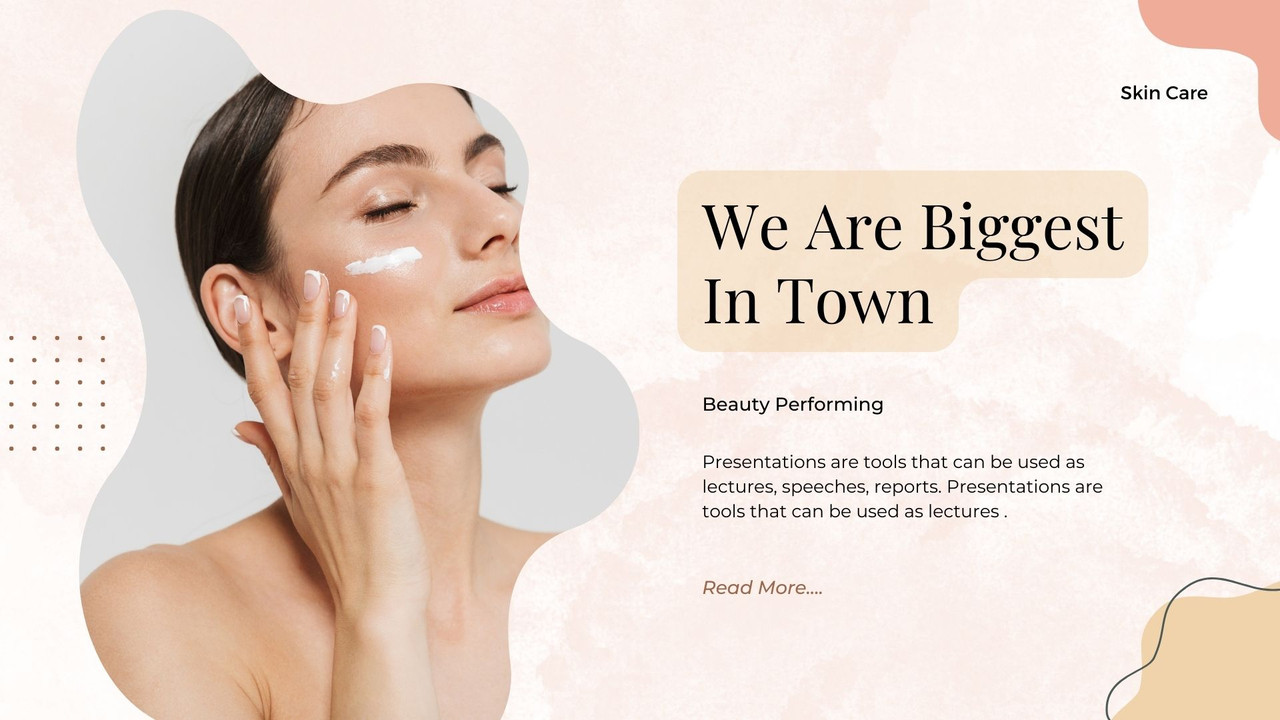 Skin Care
We Are Biggest
In Town
Beauty Performing
Presentations are tools that can be used as
lectures, speeches, reports. Presentations are
tools that can be used as lectures .
Read More....